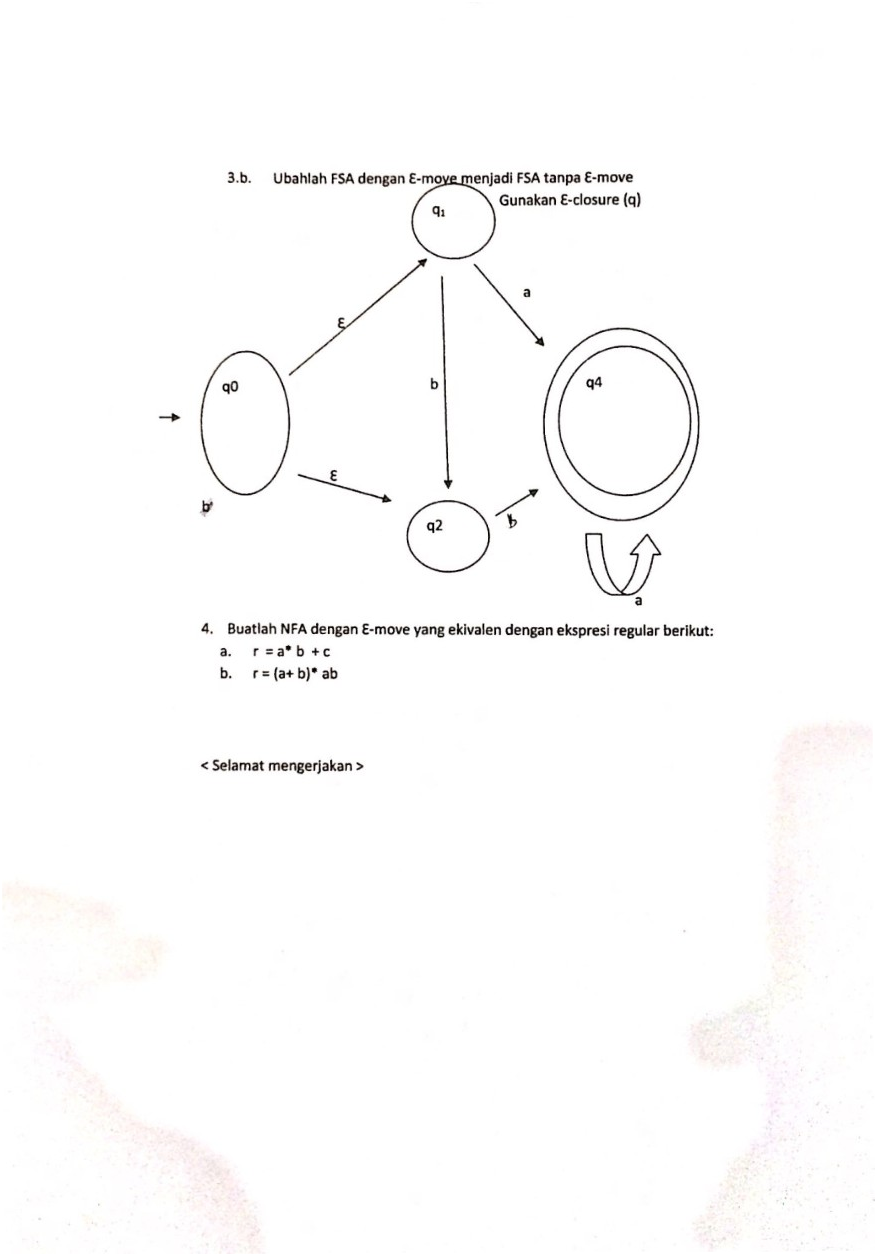 3.b. Ubahlah FSA dengan Ɛ-move menjadi FSA tanpa Ɛ-move
Gunakan Ɛ-closure (q)
q₁
a
Ɛ
q0
b
q4
Ɛ
b
q2
b
a
4. Buatlah NFA dengan Ɛ-move yang ekivalen dengan ekspresi regular berikut:
a. r = a* b + c
b. r = (a+ b)* ab
< Selamat mengerjakan >